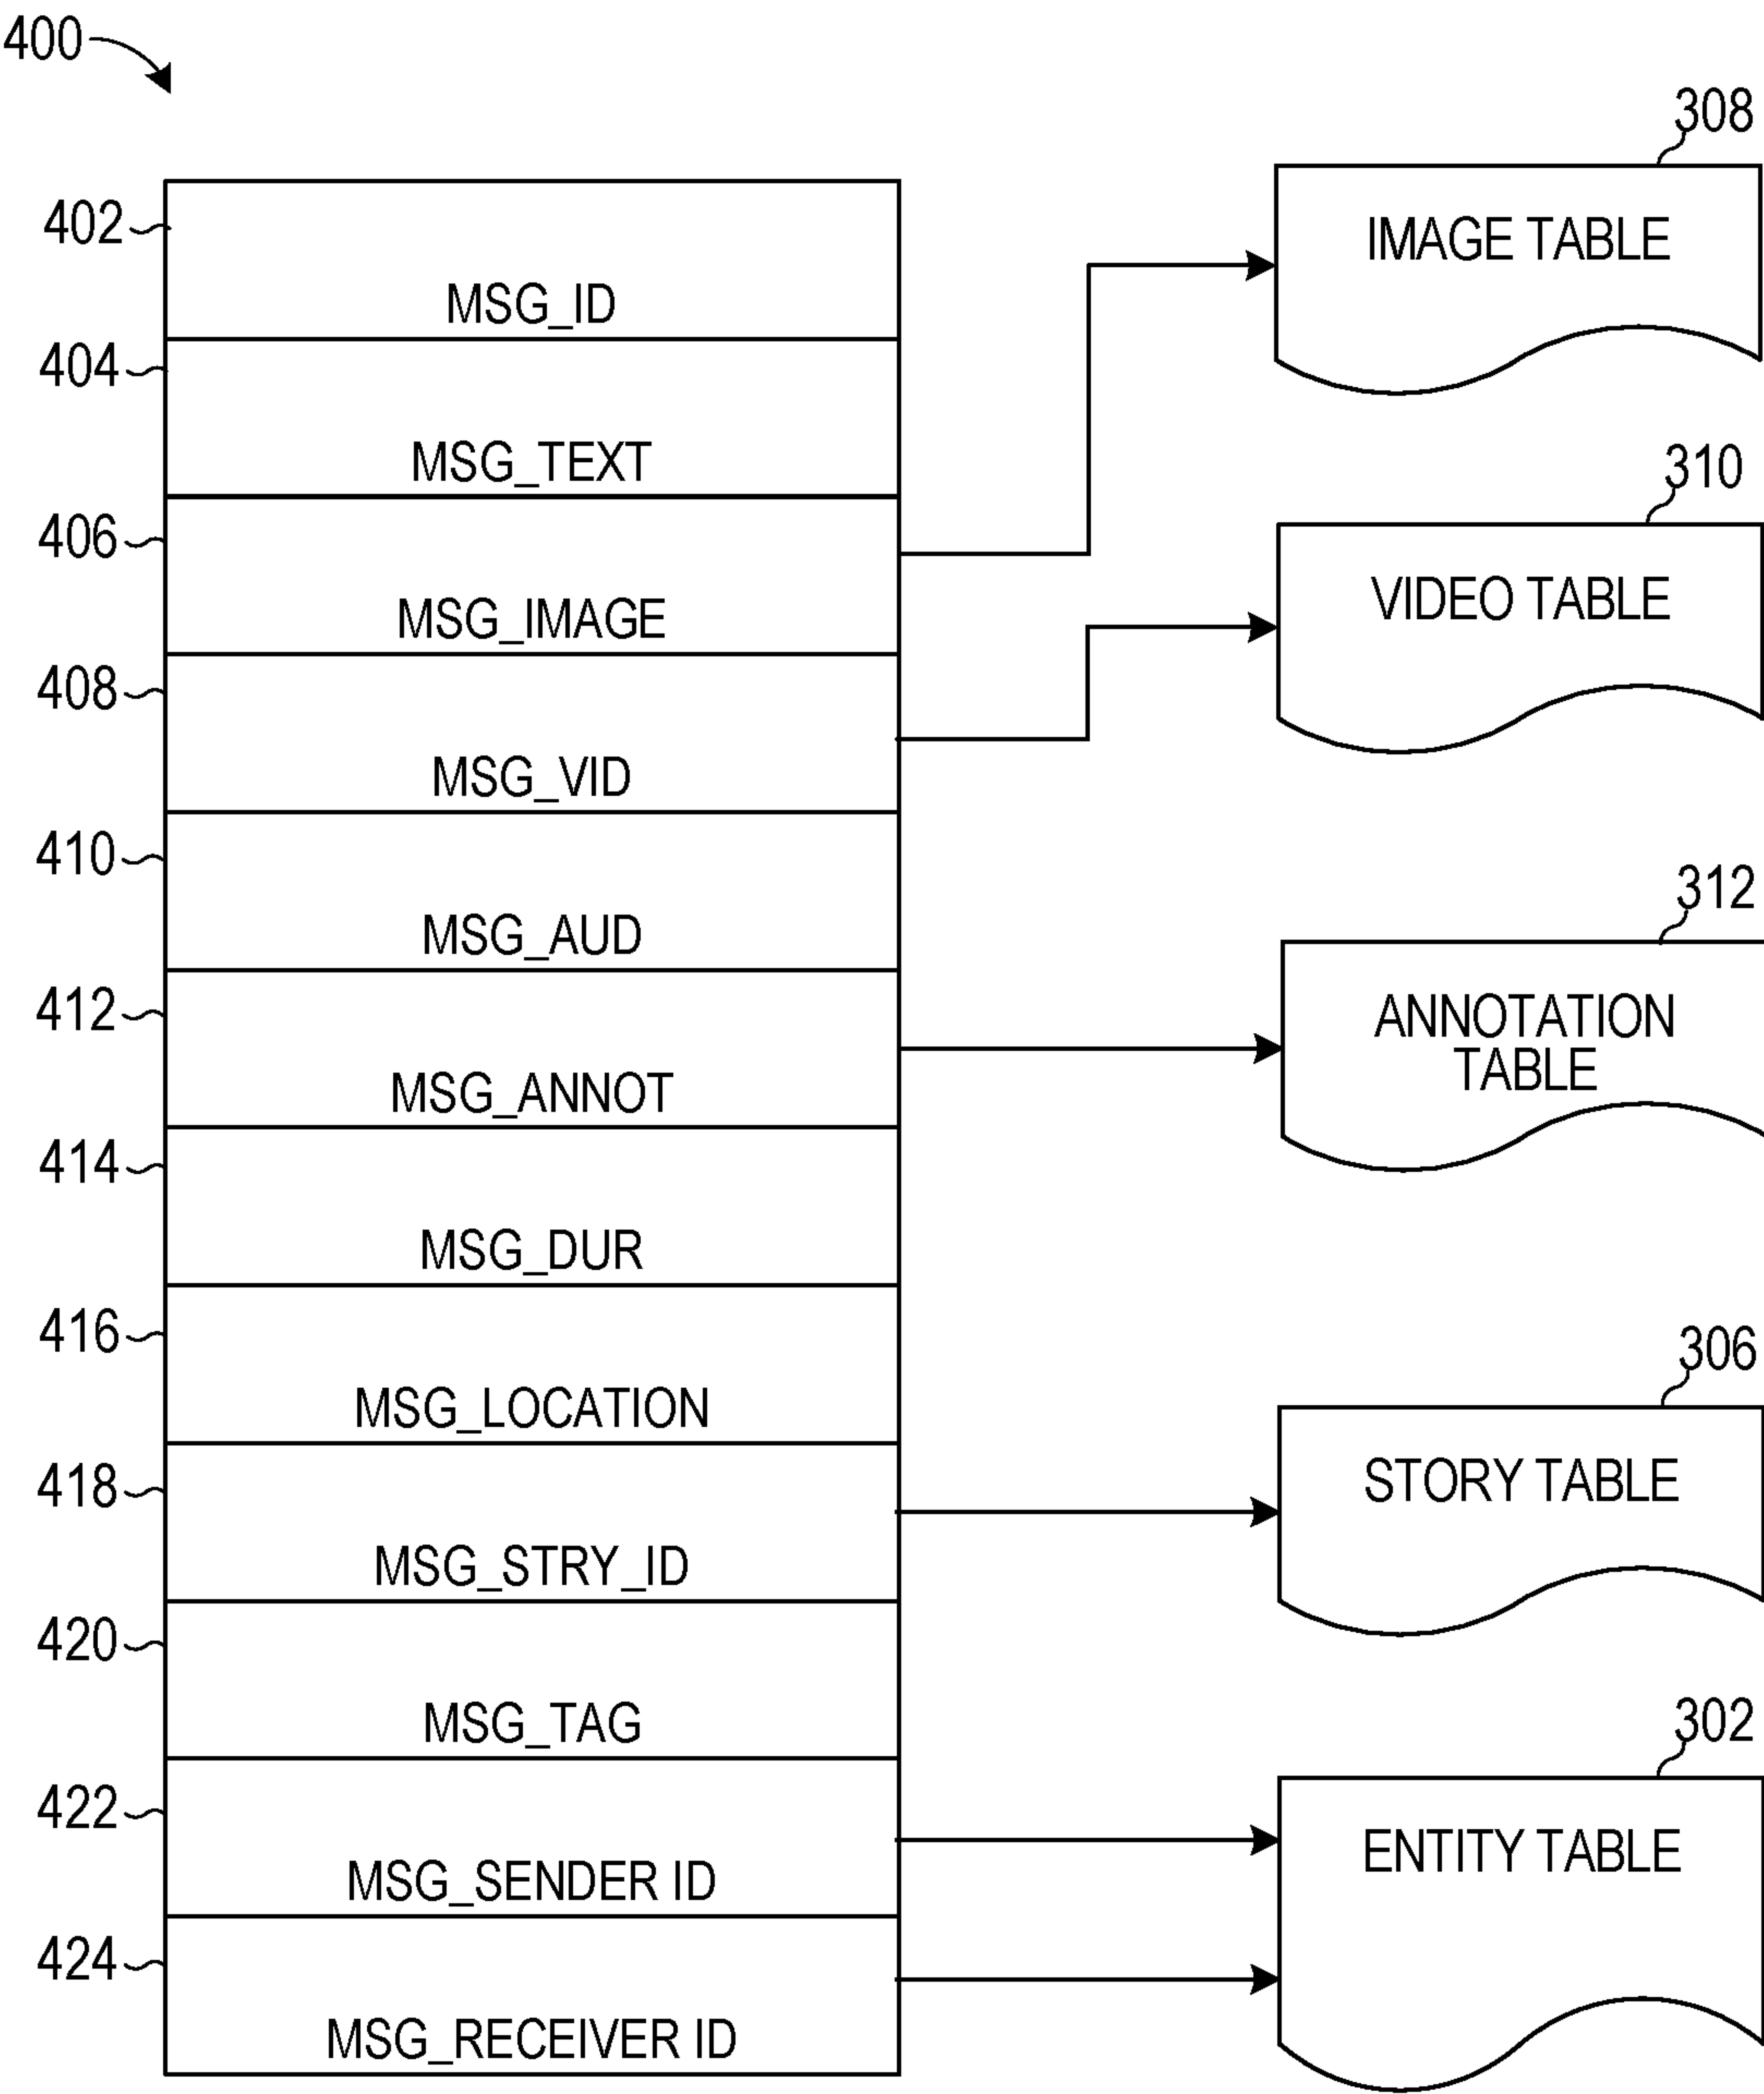 400
402
MSG_ID
404
MSG_TEXT
406
MSG_IMAGE
408
MSG_VID
410
MSG_AUD
412
MSG_ANNOT
414
MSG_DUR
416
MSG_LOCATION
418
MSG_STRY_ID
420
MSG_TAG
422
MSG_SENDER ID
424
MSG_RECEIVER ID
308
IMAGE TABLE
310
VIDEO TABLE
312
ANNOTATION
TABLE
306
STORY TABLE
302
ENTITY TABLE